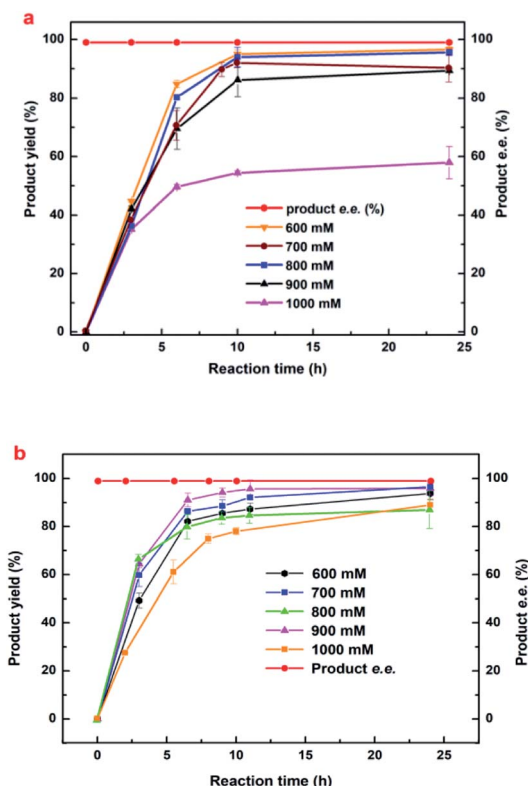 a
100
80
60
40
20
0
Product yield (%)
product e.e. (%)
600 mM
700 mM
800 mM
900 mM
1000 mM
100
80
60
40
20
0
Product e.e. (%)
0 5 10 15 20 25
Reaction time (h)
b
100
80
60
40
20
0
Product yield (%)
600 mM
700 mM
800 mM
900 mM
1000 mM
Product e.e.
100
80
60
40
20
0
Product e.e. (%)
0 5 10 15 20 25
Reaction time (h)